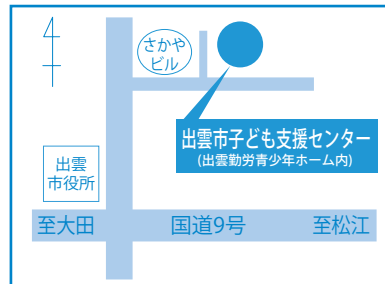 さかや
ビル
出雲市子ども支援センター
(出雲勤労青少年ホーム内)
出雲
市役所
至大田
国道9号
至松江